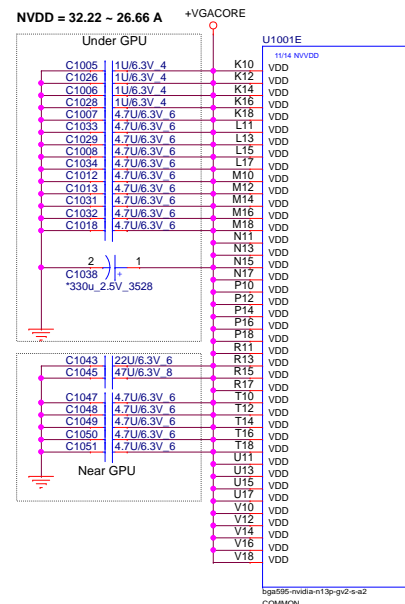 NVDD = 32.22 ~ 26.66 A
+VGACORE
Under GPU
U1001E
11/14 NVVDD
C1005 1U/6.3V_4 K10 VDD
C1026 1U/6.3V_4 K12 VDD
C1006 1U/6.3V_4 K14 VDD
C1028 1U/6.3V_4 K16 VDD
C1007 4.7U/6.3V_6 K18 VDD
C1033 4.7U/6.3V_6 L11 VDD
C1029 4.7U/6.3V_6 L13 VDD
C1008 4.7U/6.3V_6 L15 VDD
C1034 4.7U/6.3V_6 L17 VDD
C1012 4.7U/6.3V_6 M10 VDD
C1013 4.7U/6.3V_6 M12 VDD
C1031 4.7U/6.3V_6 M14 VDD
C1032 4.7U/6.3V_6 M16 VDD
C1018 4.7U/6.3V_6 M18 VDD
N11 VDD
N13 VDD
2 1 N15 VDD
C1038 + N17 VDD
*330u_2.5V_3528 P10 VDD
P12 VDD
P14 VDD
P16 VDD
P18 VDD
R11 VDD
C1043 22U/6.3V_6 R13 VDD
C1045 47U/6.3V_8 R15 VDD
R17 VDD
C1047 4.7U/6.3V_6 T10 VDD
C1048 4.7U/6.3V_6 T12 VDD
C1049 4.7U/6.3V_6 T14 VDD
C1050 4.7U/6.3V_6 T16 VDD
C1051 4.7U/6.3V_6 T18 VDD
U11 VDD
Near GPU U13 VDD
U15 VDD
U17 VDD
V10 VDD
V12 VDD
V14 VDD
V16 VDD
V18 VDD
bga595-nvidia-n13p-gv2-s-a2
COMMON